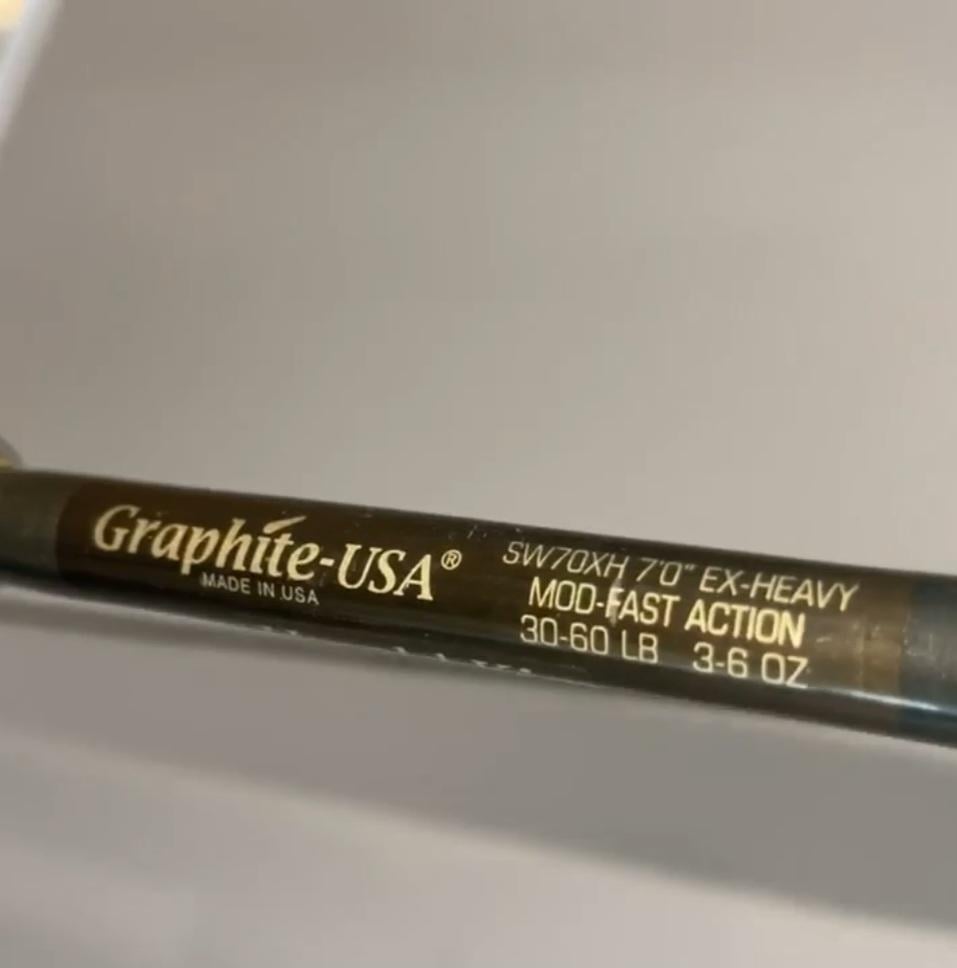 Graphite-USA®
MADE IN USA
SW70XH 7'0" EX-HEAVY
MOD-FAST ACTION
30-60 LB 3-6 OZ